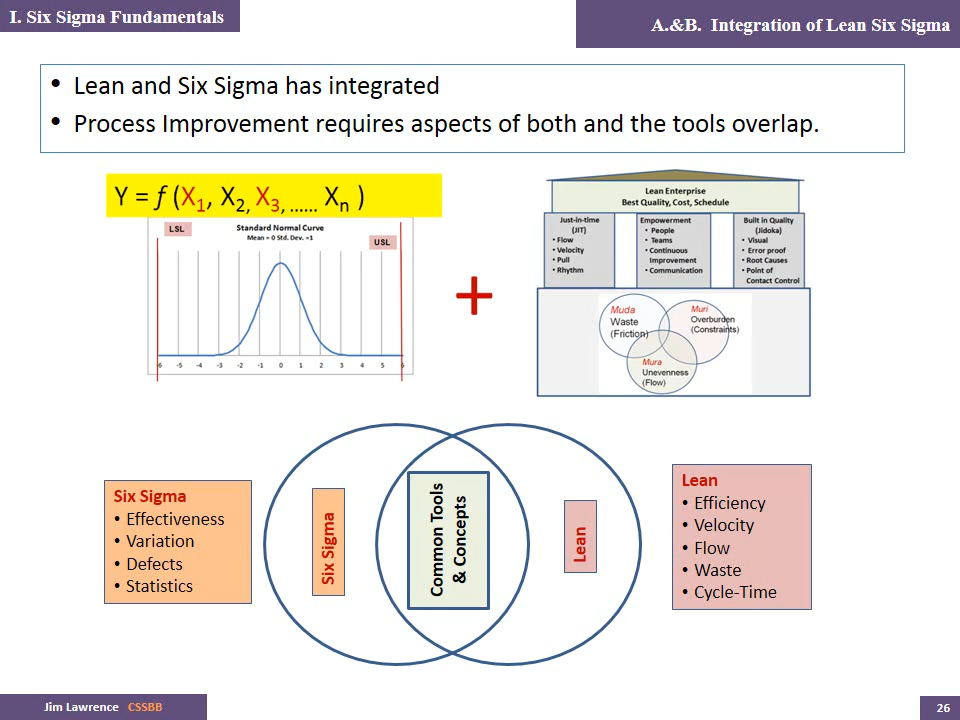 I. Six Sigma Fundamentals
A.&B. Integration of Lean Six Sigma
• Lean and Six Sigma has integrated
• Process Improvement requires aspects of both and the tools overlap.
Y = f (X1, X2, X3, ...... Xn )
LSL
Standard Normal Curve
Mean = 0 Std. Dev. =1
USL
-6 -5 -4 -3 -2 -1 0 1 2 3 4 5 6
+
Lean Enterprise
Best Quality, Cost, Schedule
Just-in-time
(JIT)
• Flow
• Velocity
• Pull
• Rhythm
Empowerment
• People
• Teams
• Continuous
Improvement
• Communication
Built in Quality
(Jidoka)
• Visual
• Error proof
• Root Causes
• Point of
Contact Control
Muda
Waste
(Friction)
Muri
Overburden
(Constraints)
Mura
Unevenness
(Flow)
Six Sigma
• Effectiveness
• Variation
• Defects
• Statistics
Six Sigma
Common Tools
& Concepts
Lean
Lean
• Efficiency
• Velocity
• Flow
• Waste
• Cycle-Time
Jim Lawrence CSSBB
26